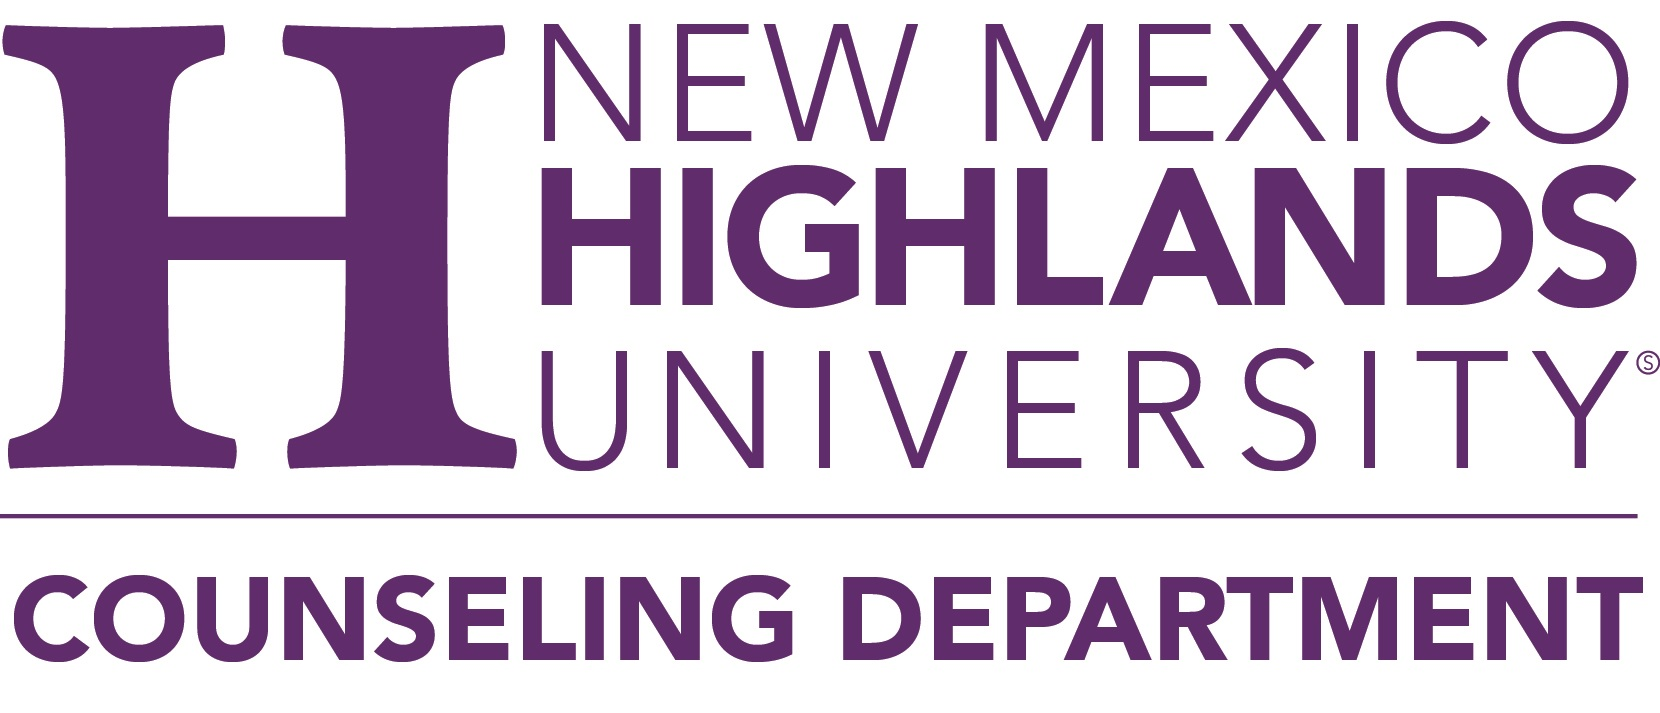 H
NEW MEXICO
HIGHLANDS
UNIVERSITY Ⓢ
COUNSELING DEPARTMENT